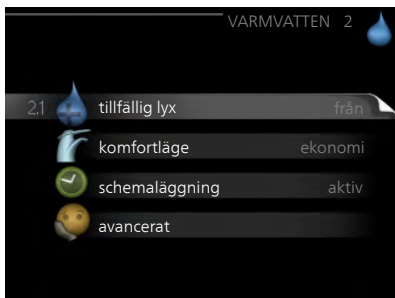 VARMVATTEN 2
2.1 tillfällig lyx från
komfortläge ekonomi
schemaläggning aktiv
avancerat